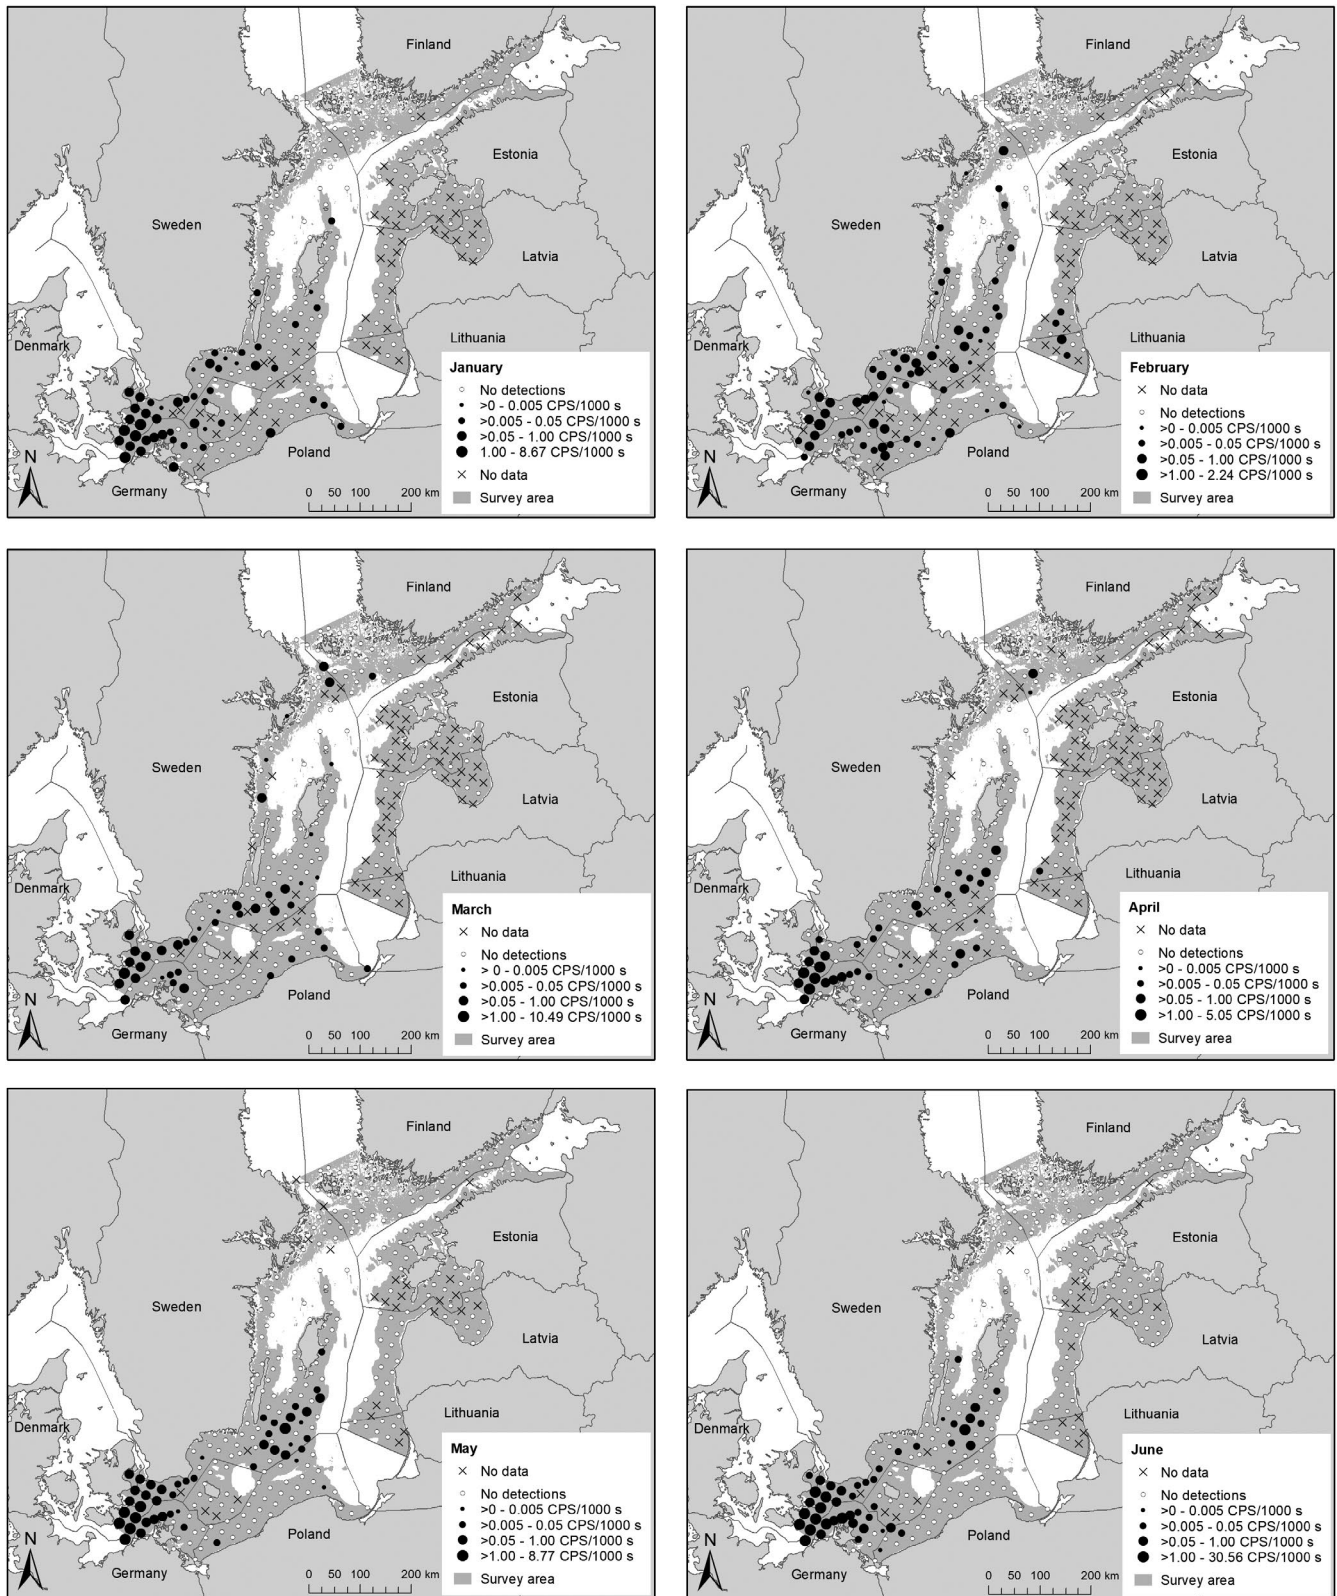 Finland
Estonia
Sweden
Latvia
Lithuania
Denmark
January
No detections
>0 - 0.005 CPS/1000 s
>0.005 - 0.05 CPS/1000 s
>0.05 - 1.00 CPS/1000 s
1.00 - 8.67 CPS/1000 s
No data
Survey area
N
Poland
Germany
0 50 100 200 km
Finland
Estonia
Sweden
Latvia
Lithuania
Denmark
February
No data
No detections
>0 - 0.005 CPS/1000 s
>0.005 - 0.05 CPS/1000 s
>0.05 - 1.00 CPS/1000 s
>1.00 - 2.24 CPS/1000 s
Survey area
N
Poland
Germany
0 50 100 200 km
Finland
Estonia
Sweden
Latvia
Lithuania
Denmark
March
No data
No detections
> 0 - 0.005 CPS/1000 s
>0.005 - 0.05 CPS/1000 s
>0.05 - 1.00 CPS/1000 s
>1.00 - 10.49 CPS/1000 s
Survey area
N
Poland
Germany
0 50 100 200 km
Finland
Estonia
Sweden
Latvia
Lithuania
Denmark
April
No data
No detections
>0 - 0.005 CPS/1000 s
>0.005 - 0.05 CPS/1000 s
>0.05 - 1.00 CPS/1000 s
>1.00 - 5.05 CPS/1000 s
Survey area
N
Poland
Germany
0 50 100 200 km
Finland
Estonia
Sweden
Latvia
Lithuania
Denmark
May
No data
No detections
>0 - 0.005 CPS/1000 s
>0.005 - 0.05 CPS/1000 s
>0.05 - 1.00 CPS/1000 s
>1.00 - 8.77 CPS/1000 s
Survey area
N
Poland
Germany
0 50 100 200 km
Finland
Estonia
Sweden
Latvia
Lithuania
Denmark
June
No data
No detections
>0 - 0.005 CPS/1000 s
>0.005 - 0.05 CPS/1000 s
>0.05 - 1.00 CPS/1000 s
>1.00 - 30.56 CPS/1000 s
Survey area
N
Poland
Germany
0 50 100 200 km